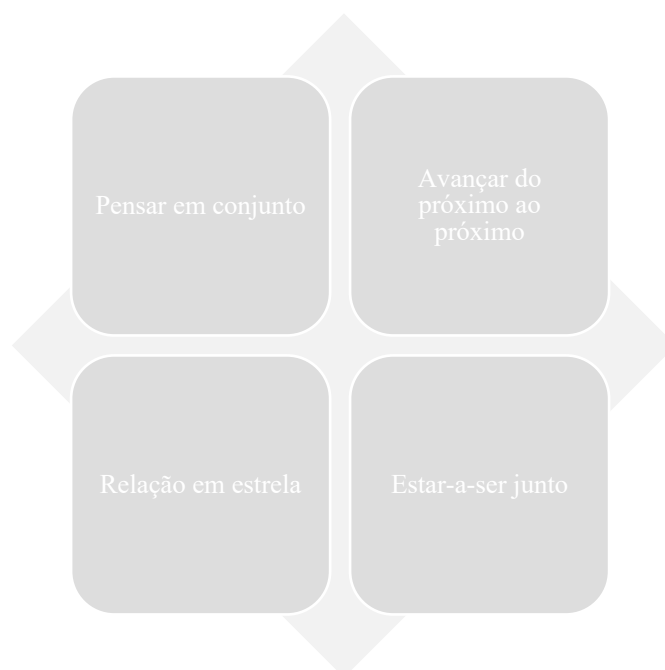 Pensar em conjunto
Avançar do
próximo ao
próximo
Relação em estrela
Estar-a-ser junto